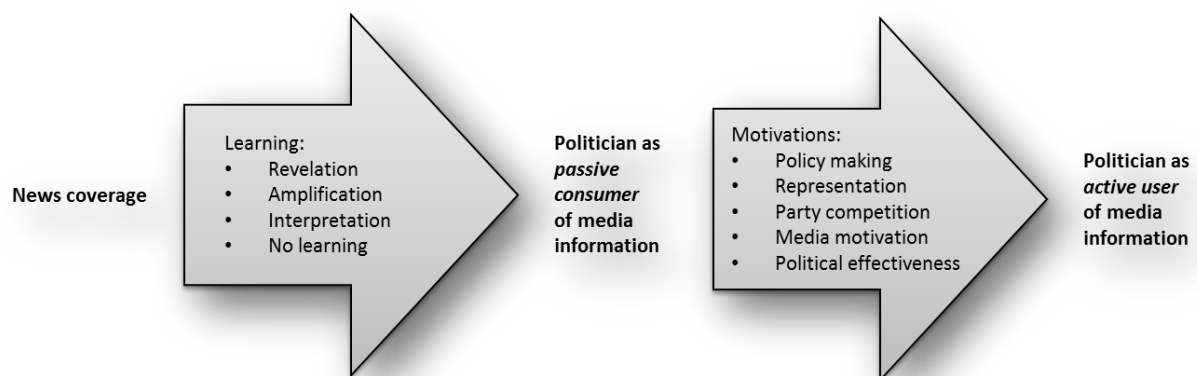 News coverage
Learning:
• Revelation
• Amplification
• Interpretation
• No learning
Politician as
passive
consumer
of media
information
Motivations:
• Policy making
• Representation
• Party competition
• Media motivation
• Political effectiveness
Politician as
active user
of media
information